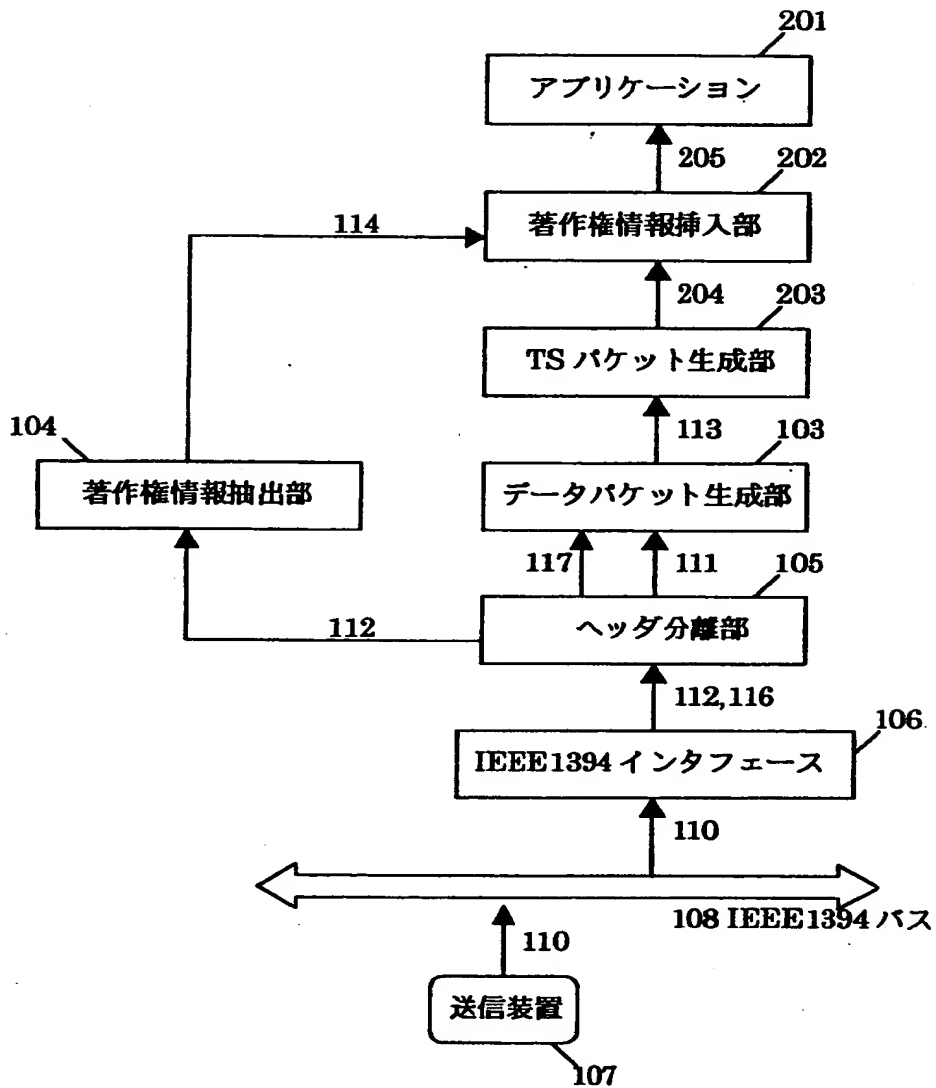 201
アプリケーション
205
202
114
著作権情報挿入部
204
203
TS パケット生成部
104
113
103
著作権情報抽出部
データパケット生成部
117
111
105
112
ヘッダ分離部
112,116
106
IEEE1394 インタフェース
110
108 IEEE1394 バス
110
送信装置
107